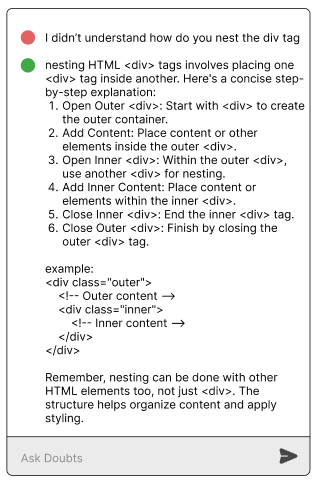 I didn't understand how do you nest the div tag
nesting HTML <div> tags involves placing one
<div> tag inside another. Here's a concise step-
by-step explanation:
1. Open Outer <div>: Start with <div> to create
the outer container.
2. Add Content: Place content or other
elements inside the outer <div>.
3. Open Inner <div>: Within the outer <div>,
use another <div> for nesting.
4. Add Inner Content: Place content or
elements within the inner <div>.
5. Close Inner <div>: End the inner <div> tag.
6. Close Outer <div>: Finish by closing the
outer <div> tag.
example:
<div class="outer">
<!-- Outer content -->
<div class="inner">
<!-- Inner content -->
</div>
</div>
Remember, nesting can be done with other
HTML elements too, not just <div>. The
structure helps organize content and apply
styling.
Ask Doubts